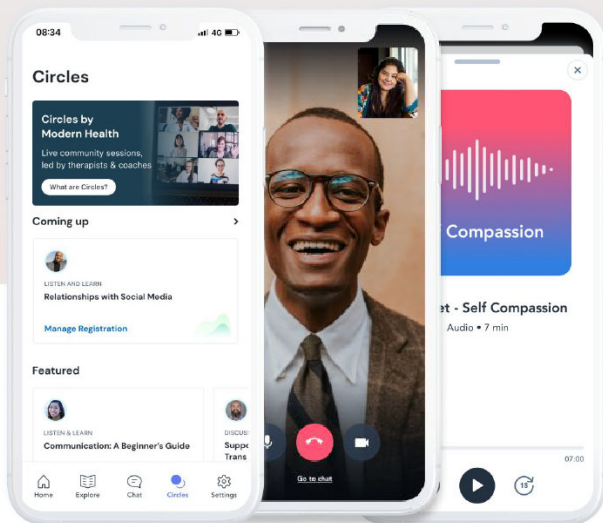 08:34
4G
Circles
Circles by
Modern Health
Live community sessions,
led by therapists & coaches
What are Circles?
Coming up
LISTEN AND LEARN
Relationships with Social Media
Manage Registration
Featured
LISTEN & LEARN
Communication: A Beginner's Guide
Trans
Home
Explore
Chat
Circles
Settings
Go to chat
Compassion
- Self Compassion
Audio • 7 min
07:00
15